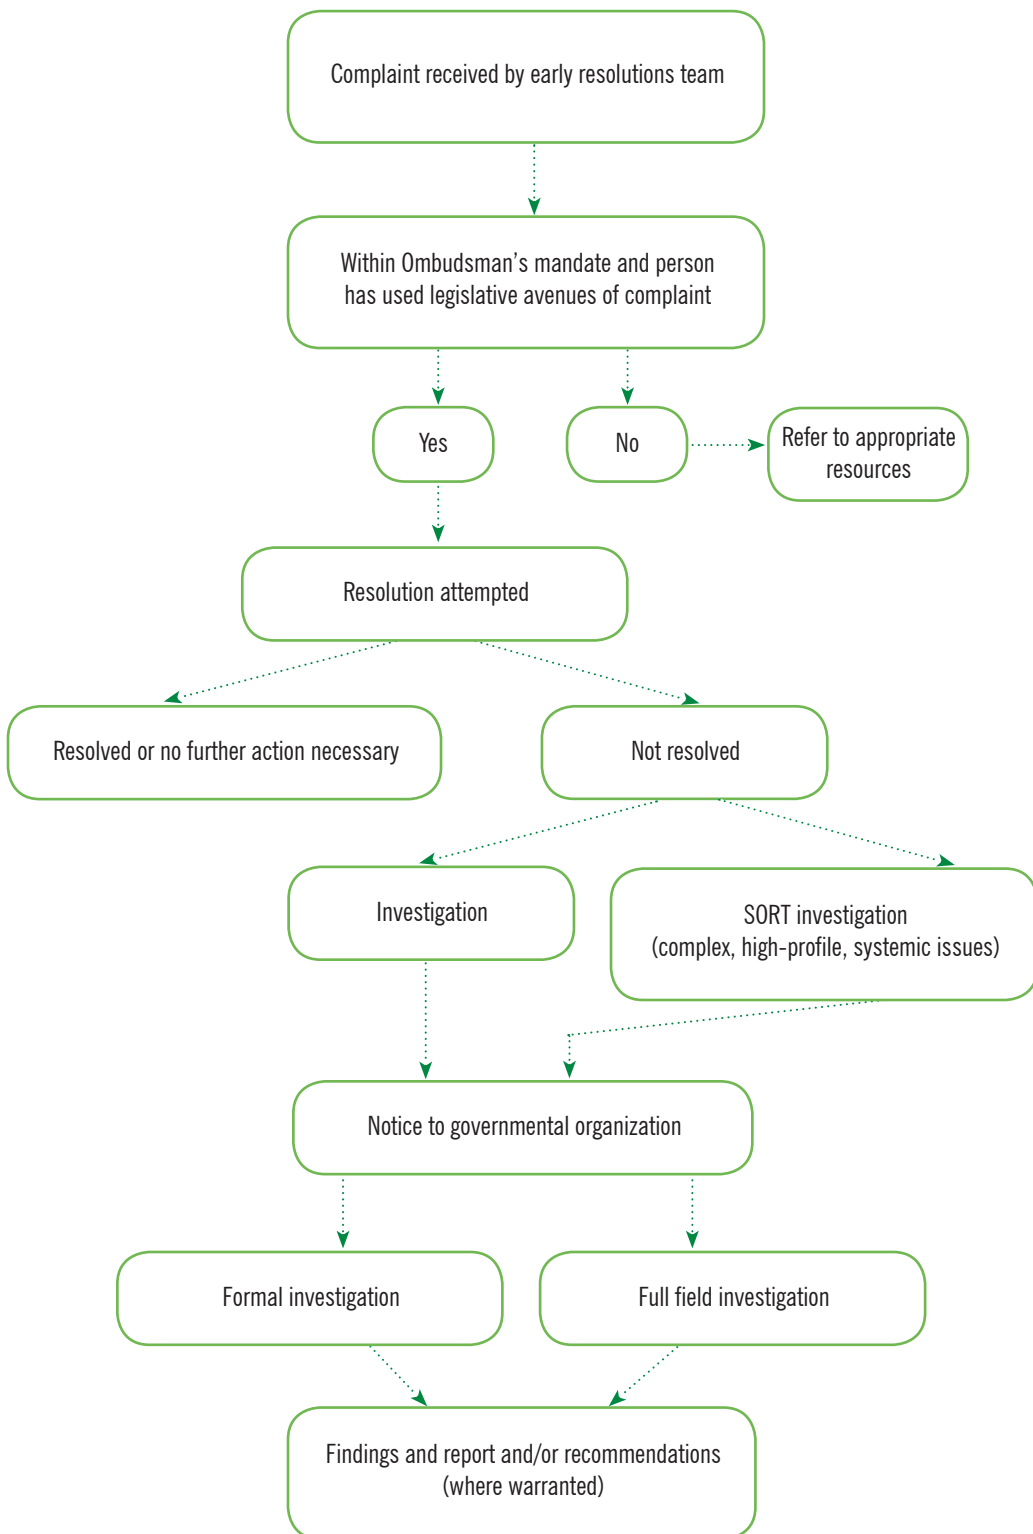 Complaint received by early resolutions team
Within Ombudsman’s mandate and person
has used legislative avenues of complaint
Yes
No
Refer to appropriate
resources
Resolution attempted
Resolved or no further action necessary
Not resolved
Investigation
SORT investigation
(complex, high-profile, systemic issues)
Notice to governmental organization
Formal investigation
Full field investigation
Findings and report and/or recommendations
(where warranted)